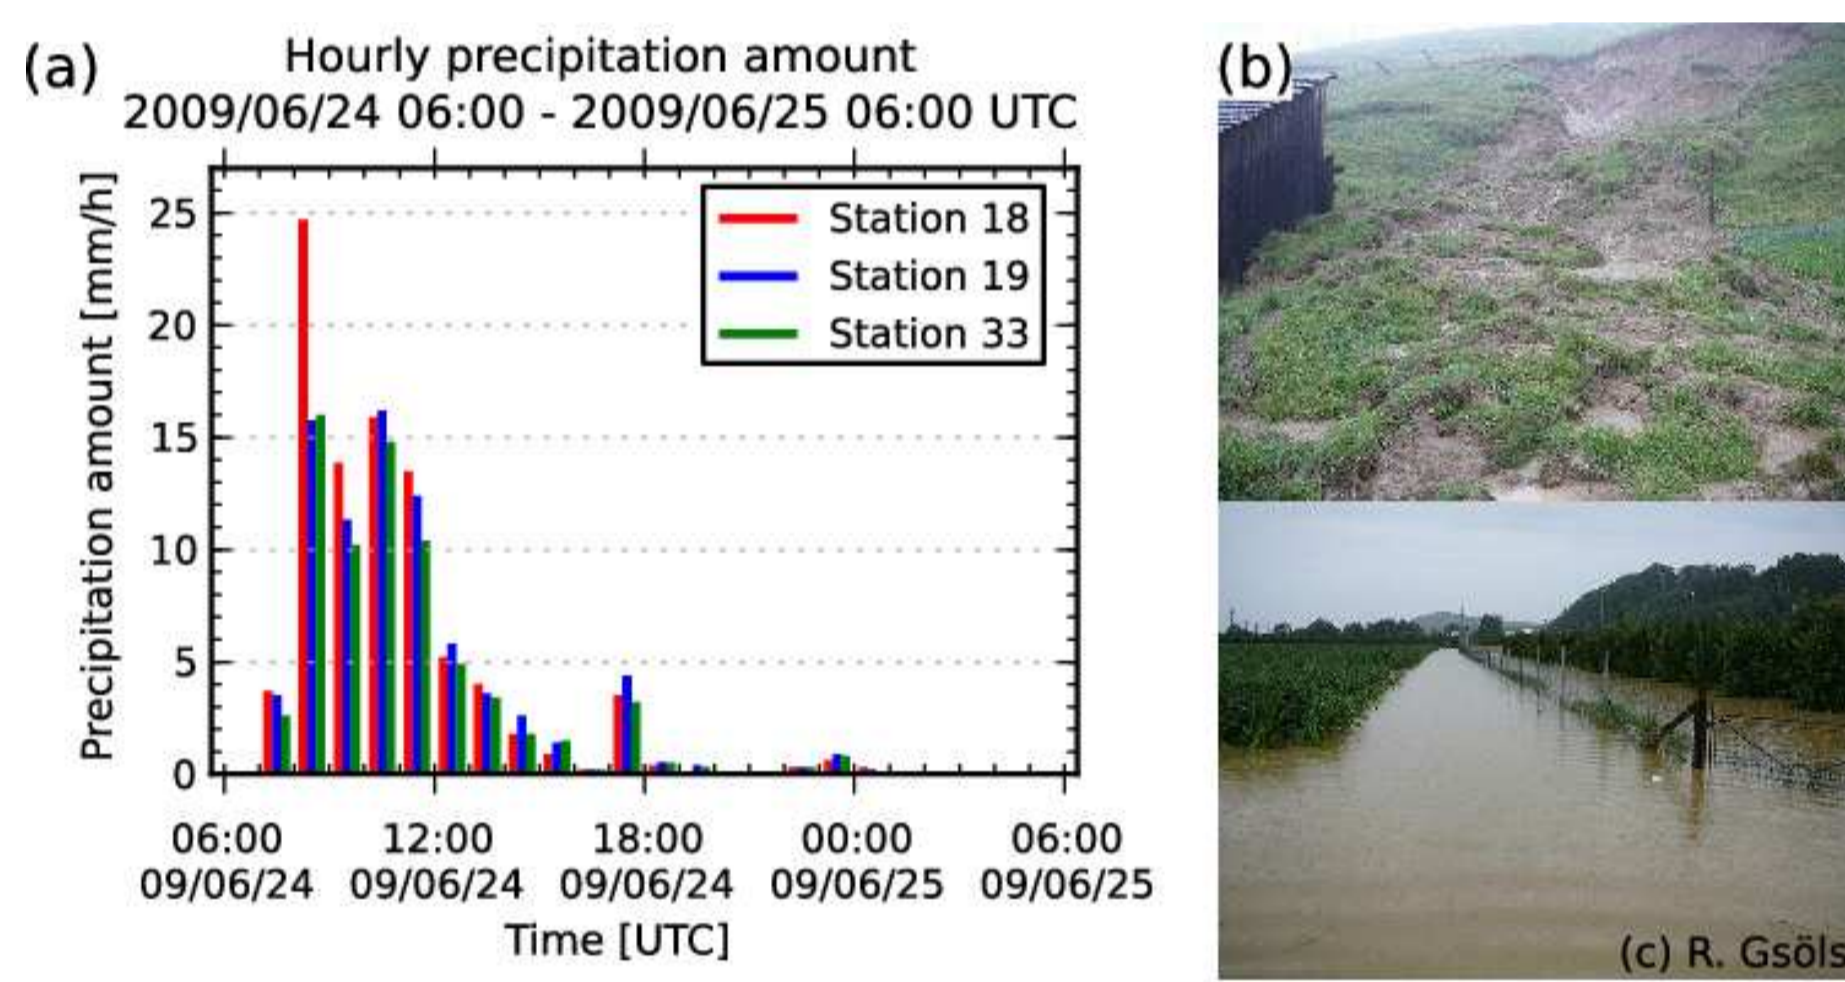 (a)
Hourly precipitation amount
2009/06/24 06:00 - 2009/06/25 06:00 UTC
Precipitation amount [mm/h]
25
20
15
10
5
0
Station 18
Station 19
Station 33
06:00 12:00 18:00 00:00 06:00
09/06/24 09/06/24 09/06/24 09/06/25 09/06/25
Time [UTC]
(b)
(c) R. Gsöls